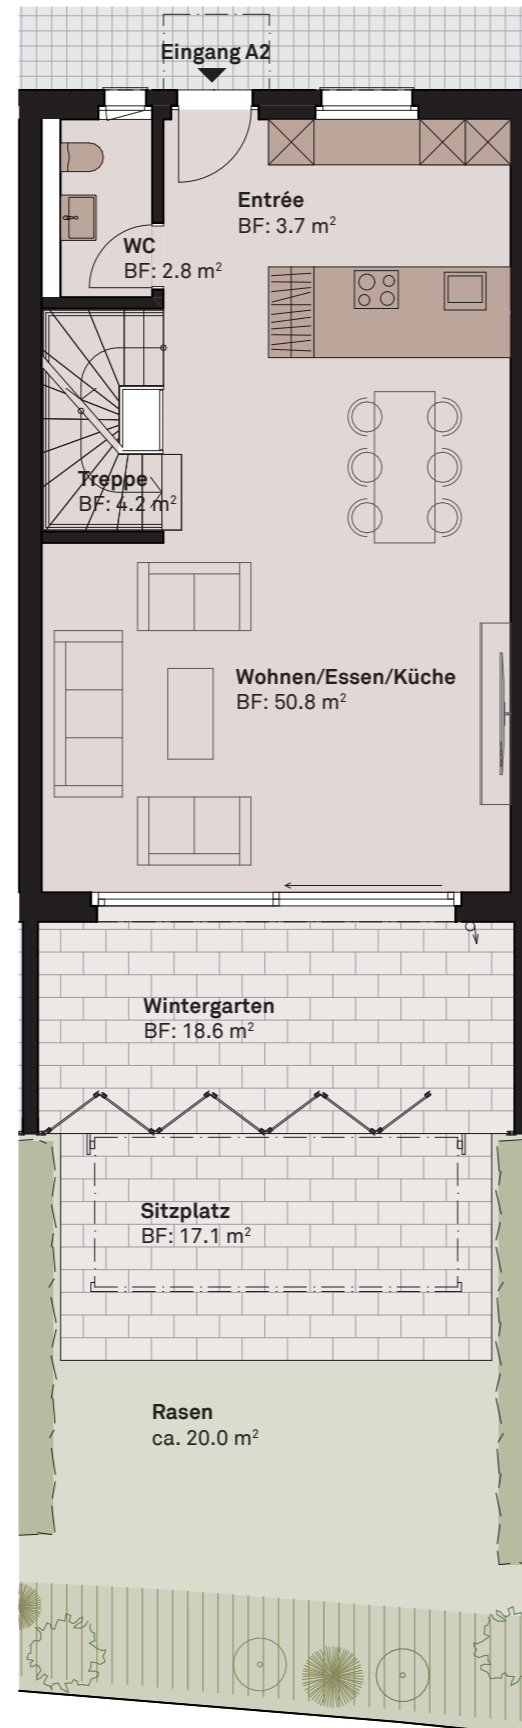 Eingang A2
Entrée
BF: 3.7 m²
WC
BF: 2.8 m²
Treppe
BF: 4.2 m²
Wohnen/Essen/Küche
BF: 50.8 m²
Wintergarten
BF: 18.6 m²
Sitzplatz
BF: 17.1 m²
Rasen
ca. 20.0 m²